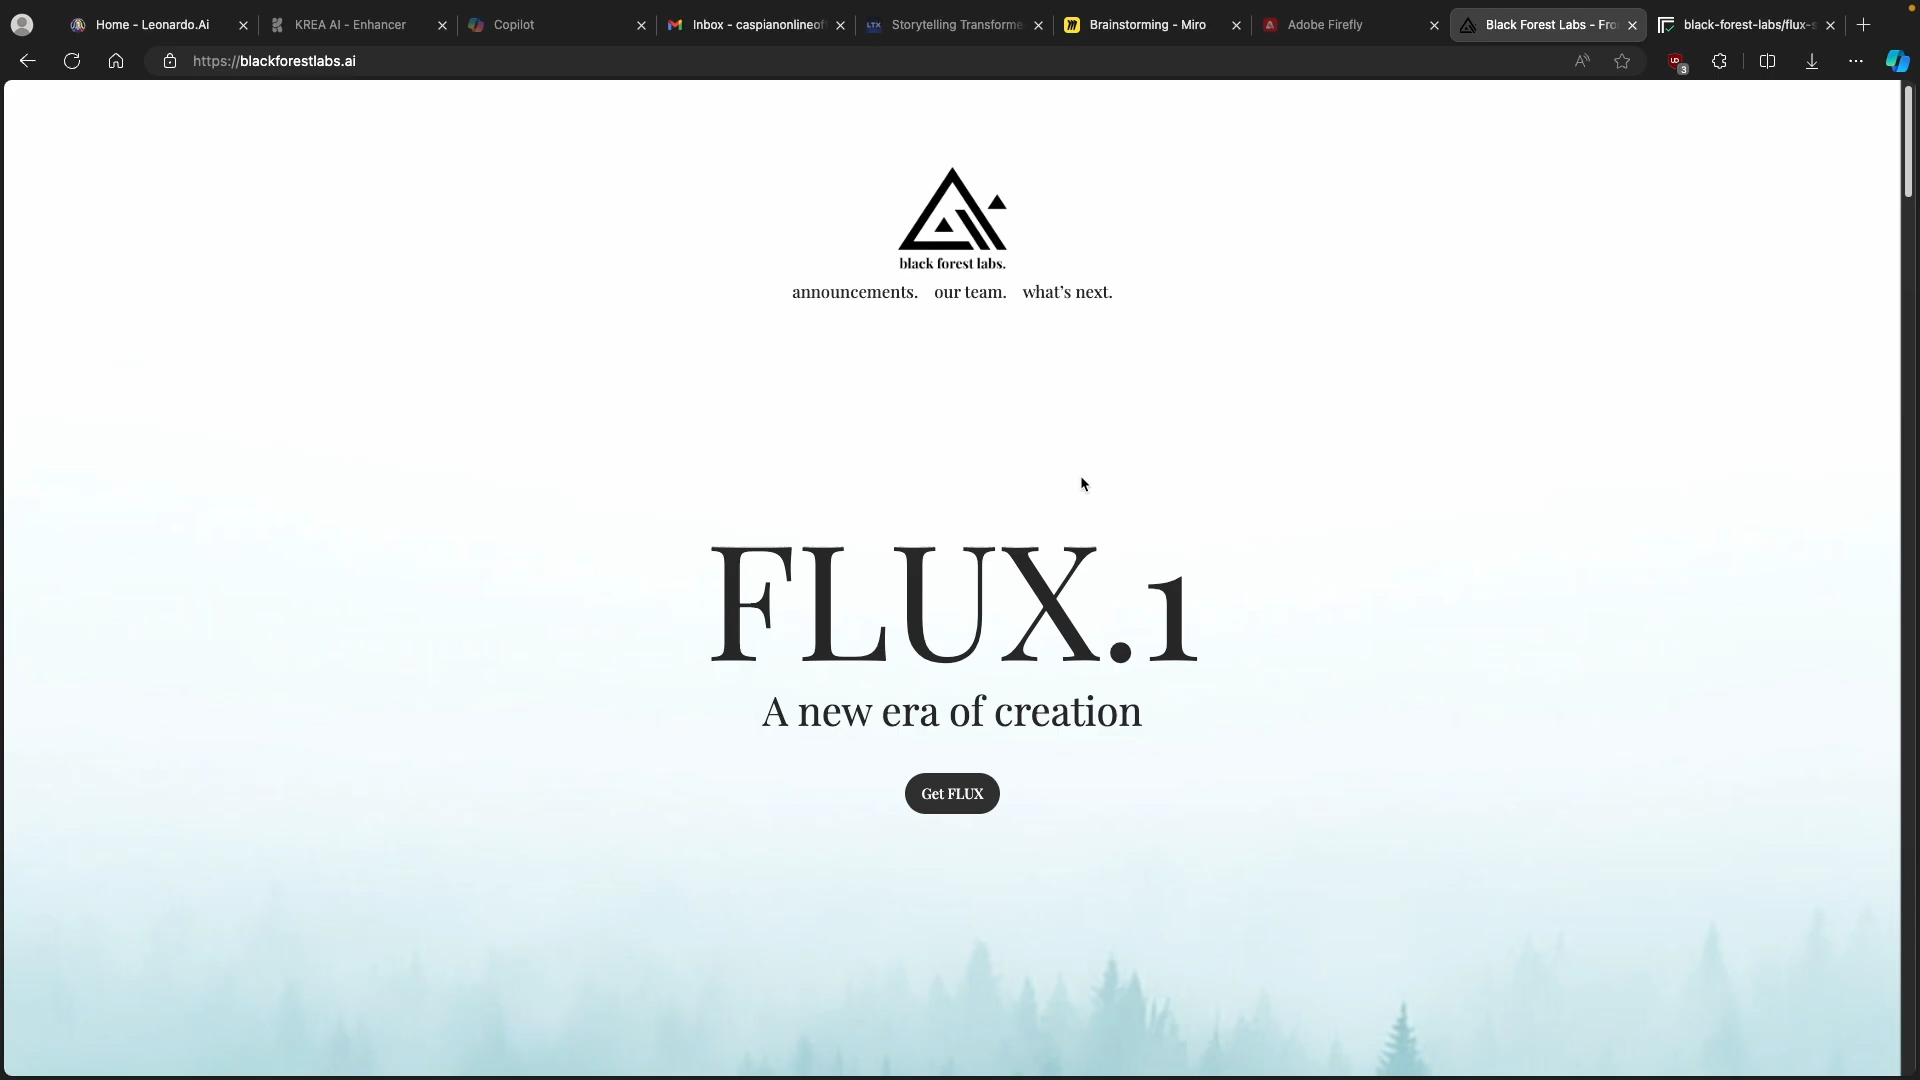 Home - Leonardo.Ai
KREA AI - Enhancer
Copilot
Inbox - caspianonlineof
Storytelling Transforme
Brainstorming - Miro
Adobe Firefly
Black Forest Labs - Fro
black-forest-labs/flux-s
https://blackforestlabs.ai
3
black forest labs.
announcements. our team. what's next.
FLUX.1
A new era of creation
Get FLUX